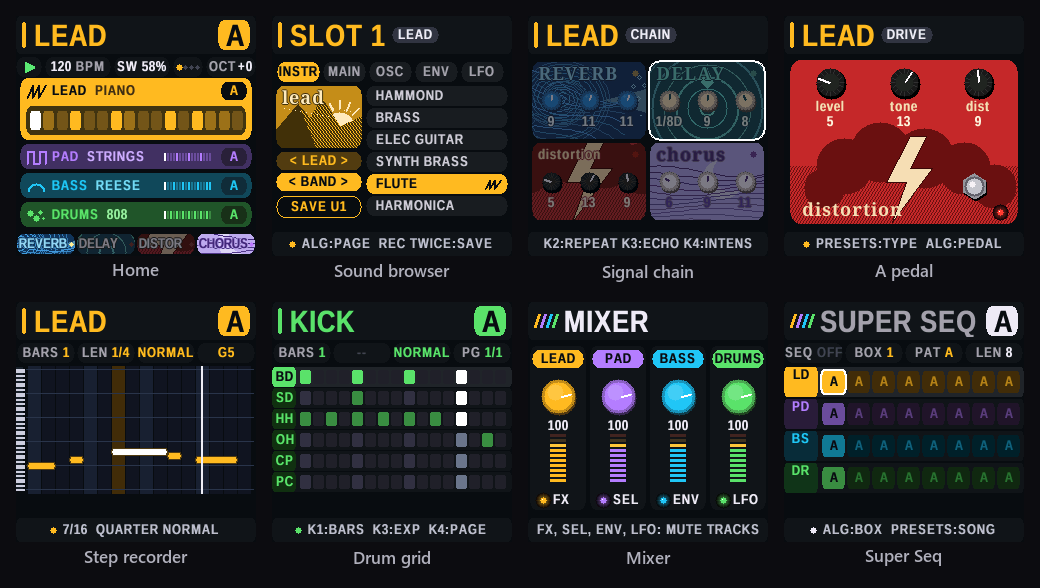 LEAD A
120 BPM SW 58% OCT+0
LEAD PIANO A
PAD STRINGS A
BASS REESE A
DRUMS 808 A
REVERB DELAY DISTOR CHORUS
Home
SLOT 1 LEAD
INSTR MAIN OSC ENV LFO
lead
< LEAD >
< BAND >
SAVE U1
HAMMOND
BRASS
ELEC GUITAR
SYNTH BRASS
FLUTE
HARMONICA
ALG:PAGE REC TWICE:SAVE
Sound browser
LEAD CHAIN
REVERB
9 11 11
DELAY
1/8D 9 8
distortion
5 13 9
chorus
6 9 11
K2:REPEAT K3:ECHO K4:INTENS
Signal chain
LEAD DRIVE
level tone dist
5 13 9
distortion
PRESETS:TYPE ALG:PEDAL
A pedal
LEAD A
BARS 1 LEN 1/4 NORMAL G5
7/16 QUARTER NORMAL
Step recorder
KICK A
BARS 1 -- NORMAL PG 1/1
BD
SD
HH
OH
CP
PC
K1:BARS K3:EXP K4:PAGE
Drum grid
MIXER
LEAD PAD BASS DRUMS
100 100 100 100
FX SEL ENV LFO
FX, SEL, ENV, LFO: MUTE TRACKS
Mixer
SUPER SEQ A
SEQ OFF BOX 1 PAT A LEN 8
LD A A A A A A A A
PD A A A A A A A A
BS A A A A A A A A
DR A A A A A A A A
ALG:BOX PRESETS:SONG
Super Seq